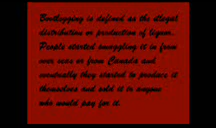 Bootlegging is defined as the illegal
distribution or production of liquor.
People started smuggling it in from
over seas or from Canada and
eventually they started to produce it
themselves and sold it to anyone
who would pay for it.